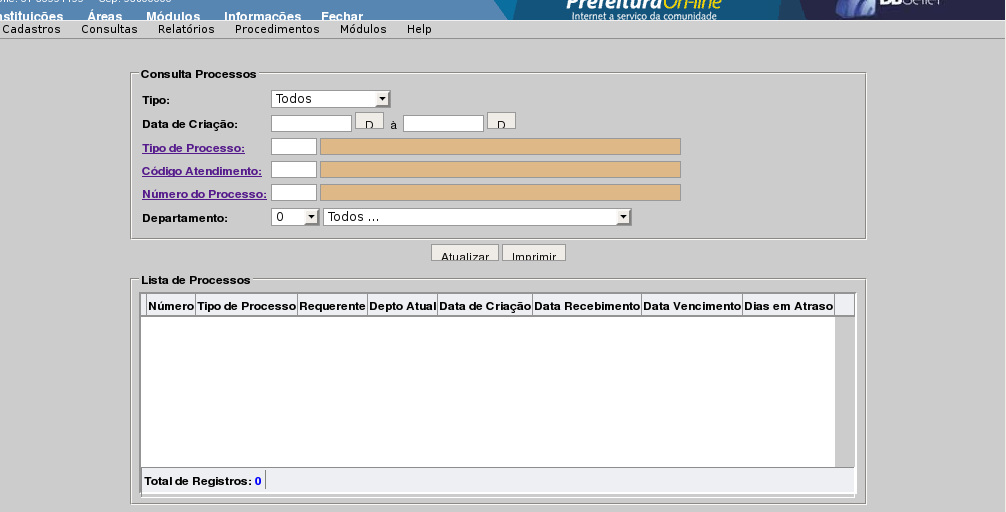 Instituições Áreas Módulos Informações Fechar
PrefeituraOn-line
Internet a serviço da comunidade
Cadastros Consultas Relatórios Procedimentos Módulos Help
Consulta Processos
Tipo: Todos
Data de Criação: D à D
Tipo de Processo:
Código Atendimento:
Número do Processo:
Departamento: 0 Todos ...
Atualizar Imprimir
Lista de Processos
Número Tipo de Processo Requerente Depto Atual Data de Criação Data Recebimento Data Vencimento Dias em Atraso
Total de Registros: 0